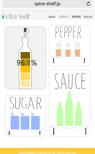 spice-shelf.jp
spice shelf
96.1%
PEPPER
SUGAR
SAUCE